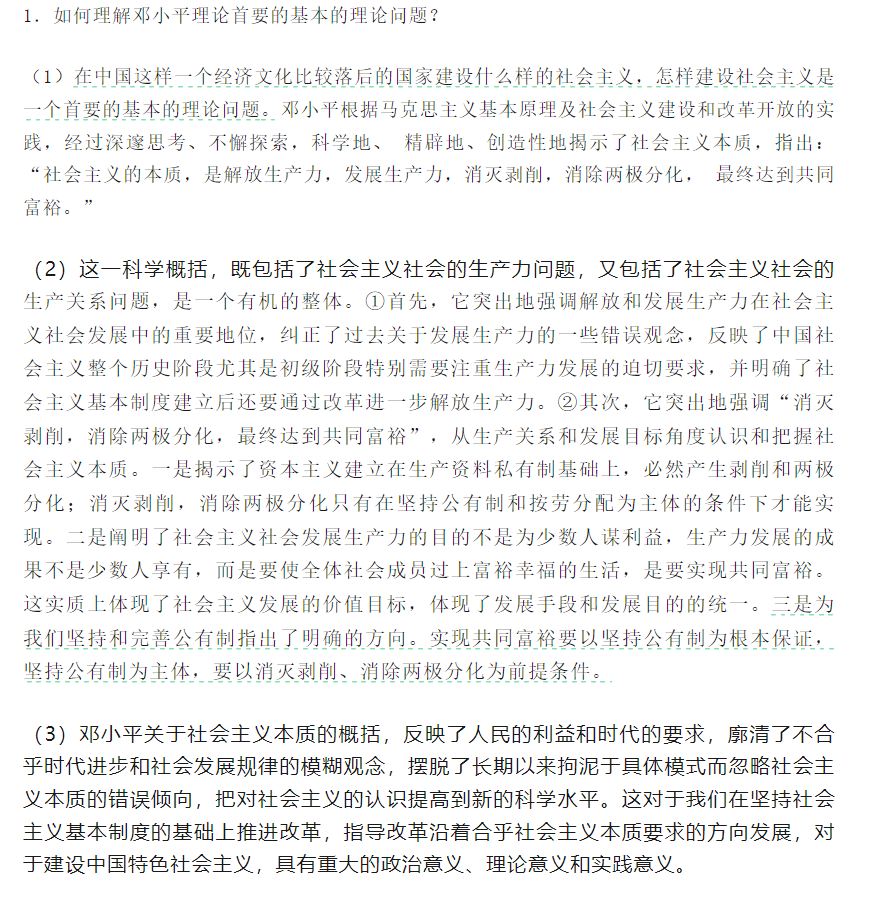 1. 如何理解邓小平理论首要的基本的理论问题？
（1）在中国这样一个经济文化比较落后的国家建设什么样的社会主义，怎样建设社会主义是
一个首要的基本的理论问题。邓小平根据马克思主义基本原理及社会主义建设和改革开放的实
践，经过深邃思考、不懈探索，科学地、 精辟地、创造性地揭示了社会主义本质，指出：
“社会主义的本质，是解放生产力，发展生产力，消灭剥削，消除两极分化， 最终达到共同
富裕。”
（2）这一科学概括，既包括了社会主义社会的生产力问题，又包括了社会主义社会的
生产关系问题，是一个有机的整体。①首先，它突出地强调解放和发展生产力在社会主
义社会发展中的重要地位，纠正了过去关于发展生产力的一些错误观念，反映了中国社
会主义整个历史阶段尤其是初级阶段特别需要注重生产力发展的迫切要求，并明确了社
会主义基本制度建立后还要通过改革进一步解放生产力。②其次，它突出地强调“消灭
剥削，消除两极分化，最终达到共同富裕”，从生产关系和发展目标角度认识和把握社
会主义本质。一是揭示了资本主义建立在生产资料私有制基础上，必然产生剥削和两极
分化；消灭剥削，消除两极分化只有在坚持公有制和按劳分配为主体的条件下才能实
现。二是阐明了社会主义社会发展生产力的目的不是为少数人谋利益，生产力发展的成
果不是少数人享有，而是要使全体社会成员过上富裕幸福的生活，是要实现共同富裕。
这实质上体现了社会主义发展的价值目标，体现了发展手段和发展目的的统一。三是为
我们坚持和完善公有制指出了明确的方向。实现共同富裕要以坚持公有制为根本保证，
坚持公有制为主体，要以消灭剥削、消除两极分化为前提条件。
（3）邓小平关于社会主义本质的概括，反映了人民的利益和时代的要求，廓清了不合
乎时代进步和社会发展规律的模糊观念，摆脱了长期以来拘泥于具体模式而忽略社会主
义本质的错误倾向，把对社会主义的认识提高到新的科学水平。这对于我们在坚持社会
主义基本制度的基础上推进改革，指导改革沿着合乎社会主义本质要求的方向发展，对
于建设中国特色社会主义，具有重大的政治意义、理论意义和实践意义。